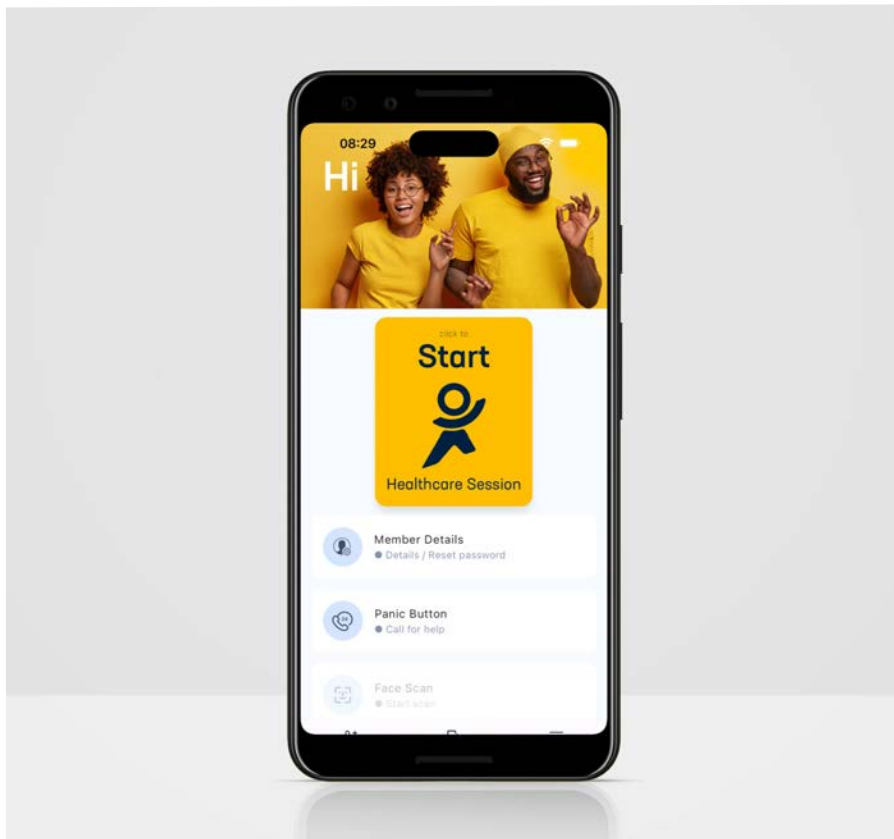 08:29
Hi
click to
Start
Healthcare Session
Member Details
Details / Reset password
Panic Button
Call for help
Face Scan
Start scan